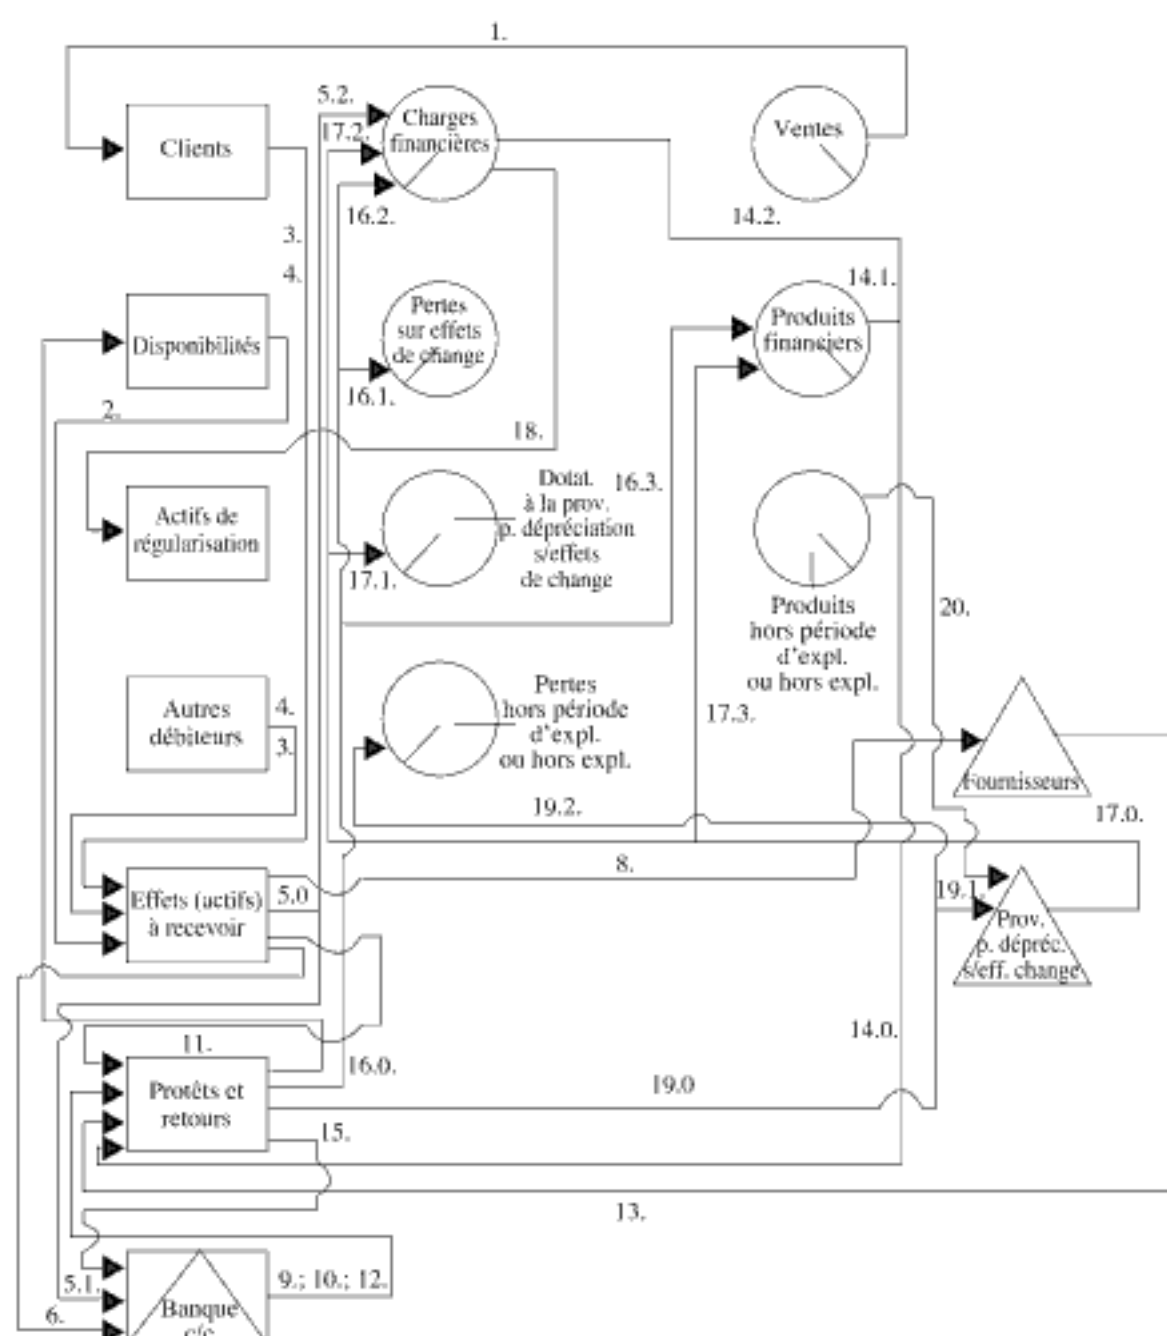 1.
5.2.
Charges
financières
Ventes
Clients
17.2.
16.2.
14.2.
3.
4.
14.1.
Pertes
sur effets
de change
Produits
financiers
Disponibilités
2.
16.1.
18.
Dotat.
à la prov.
p. dépréciation
s/effets
de change
16.3.
Actifs de
régularisation
17.1.
Produits
hors période
d'expl.
ou hors expl.
20.
Autres
débiteurs
4.
3.
Pertes
hors période
d'expl.
ou hors expl.
17.3.
Fournisseurs
19.2.
17.0.
8.
Effets (actifs)
à recevoir
5.0
19.1.
Prov.
p. dépréc.
s/eff. change
14.0.
11.
16.0.
Protêts et
retours
19.0
15.
13.
5.1.
9.; 10.; 12.
6.
Banque
c/c